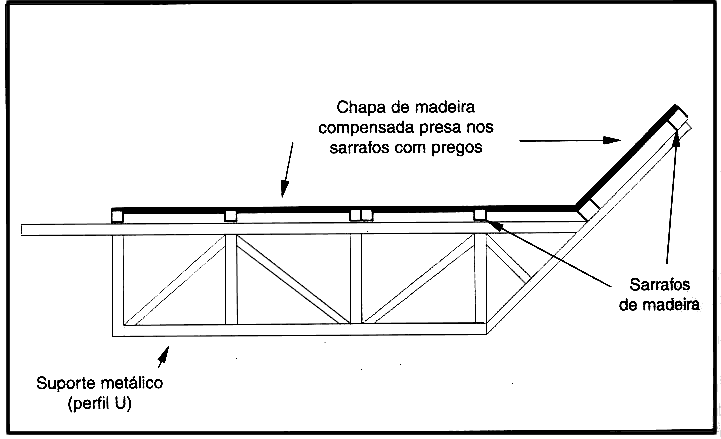 Chapa de madeira
compensada presa nos
sarrafos com pregos
Sarrafos
de madeira
Suporte metálico
(perfil U)